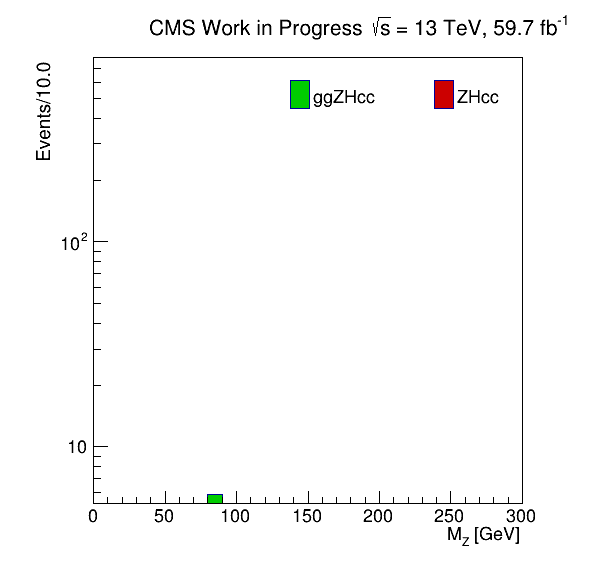 CMS Work in Progress √s = 13 TeV, 59.7 fb⁻¹
Events/10.0
ggZHcc
ZHcc
10²
10
0 50 100 150 200 250 300
M_Z [GeV]